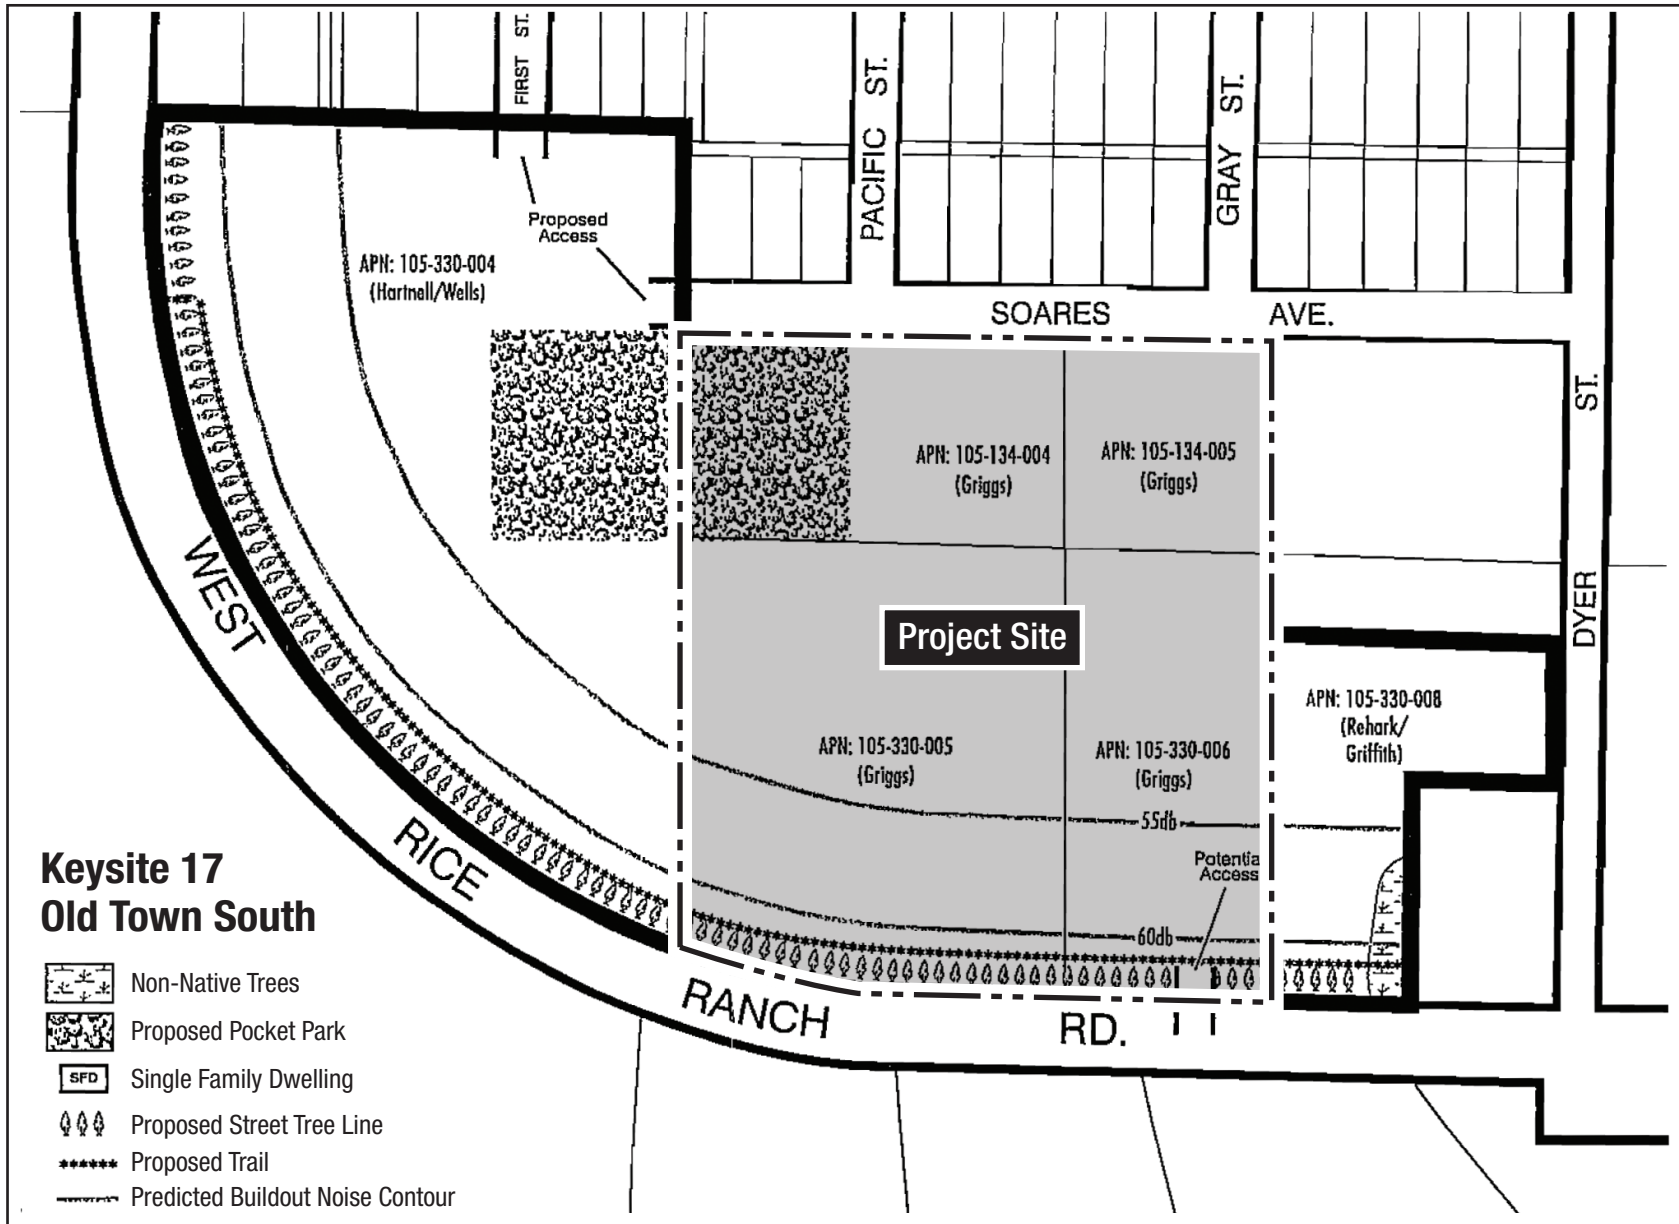 FIRST ST.
PACIFIC ST.
GRAY ST.
Proposed
Access
APN: 105-330-004
(Hartnell/Wells)
SOARES AVE.
DYER ST.
APN: 105-134-004
(Griggs)
APN: 105-134-005
(Griggs)
Project Site
APN: 105-330-008
(Rehark/
Griffith)
APN: 105-330-005
(Griggs)
APN: 105-330-006
(Griggs)
55db
Potentia
Access
60db
WEST RICE RANCH RD.
Keysite 17
Old Town South
Non-Native Trees
Proposed Pocket Park
SFD
Single Family Dwelling
Proposed Street Tree Line
Proposed Trail
Predicted Buildout Noise Contour